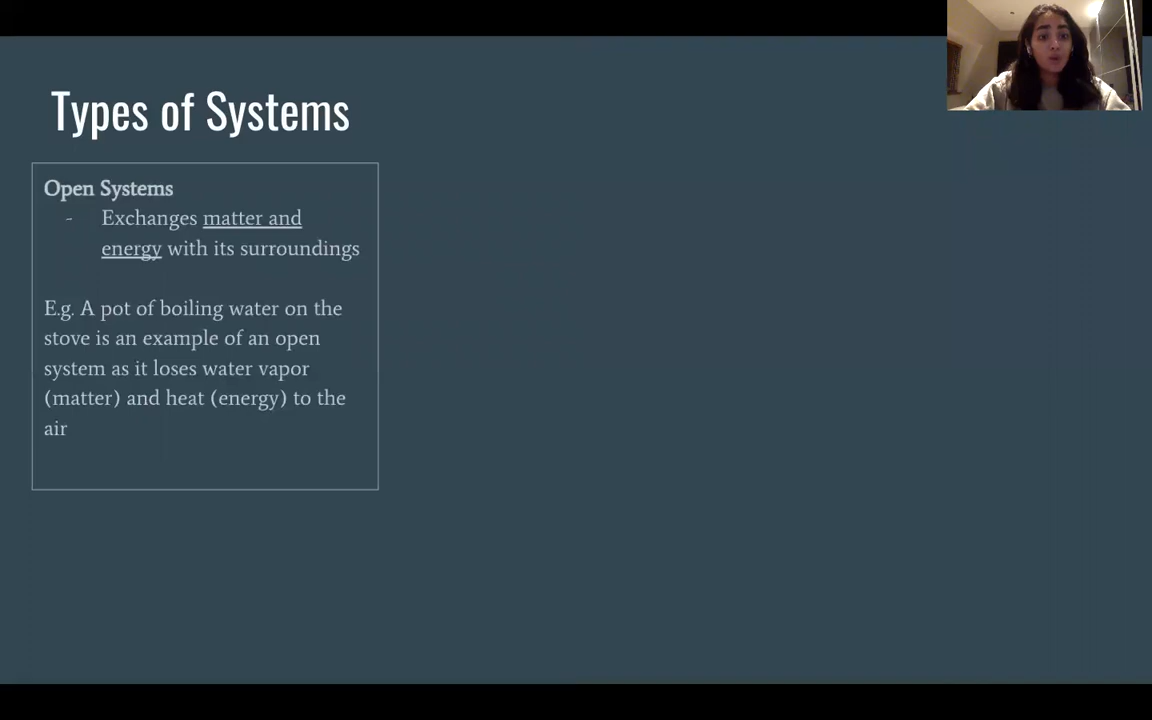 Types of Systems
Open Systems
- Exchanges matter and
energy with its surroundings
E.g. A pot of boiling water on the
stove is an example of an open
system as it loses water vapor
(matter) and heat (energy) to the
air